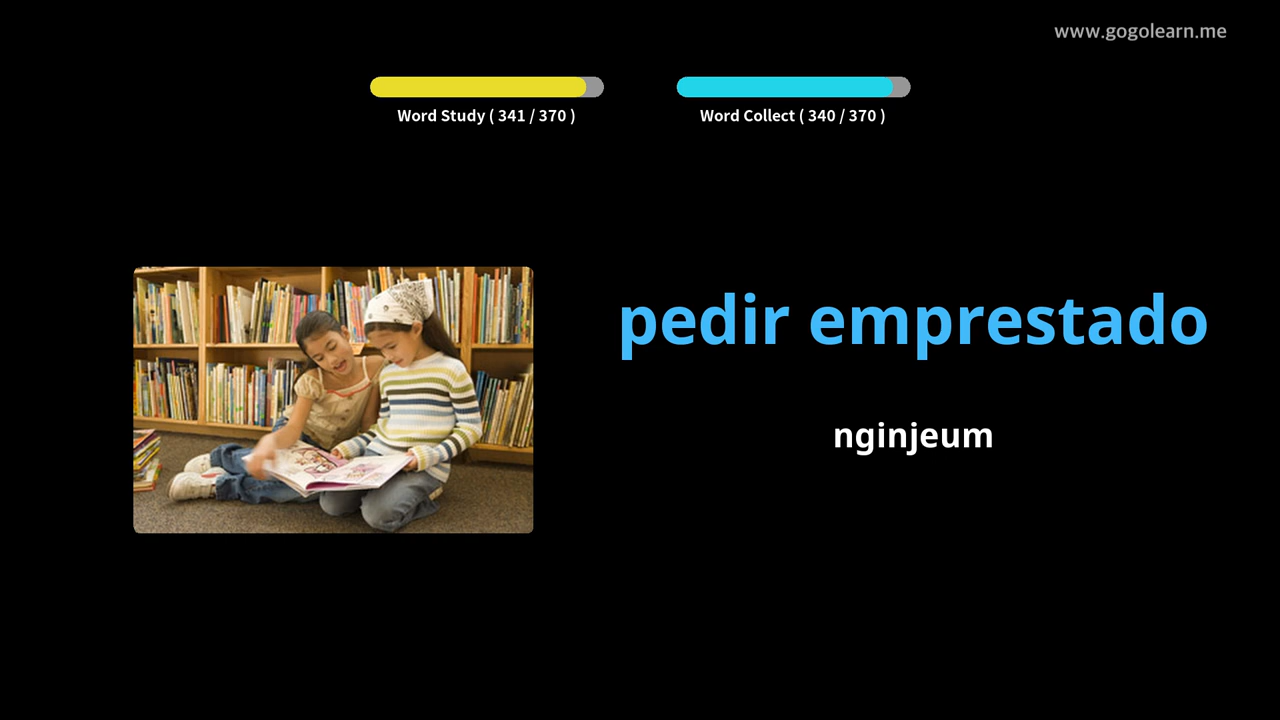 www.gogolearn.me
Word Study ( 341 / 370 )
Word Collect ( 340 / 370 )
pedir emprestado
nginjeum